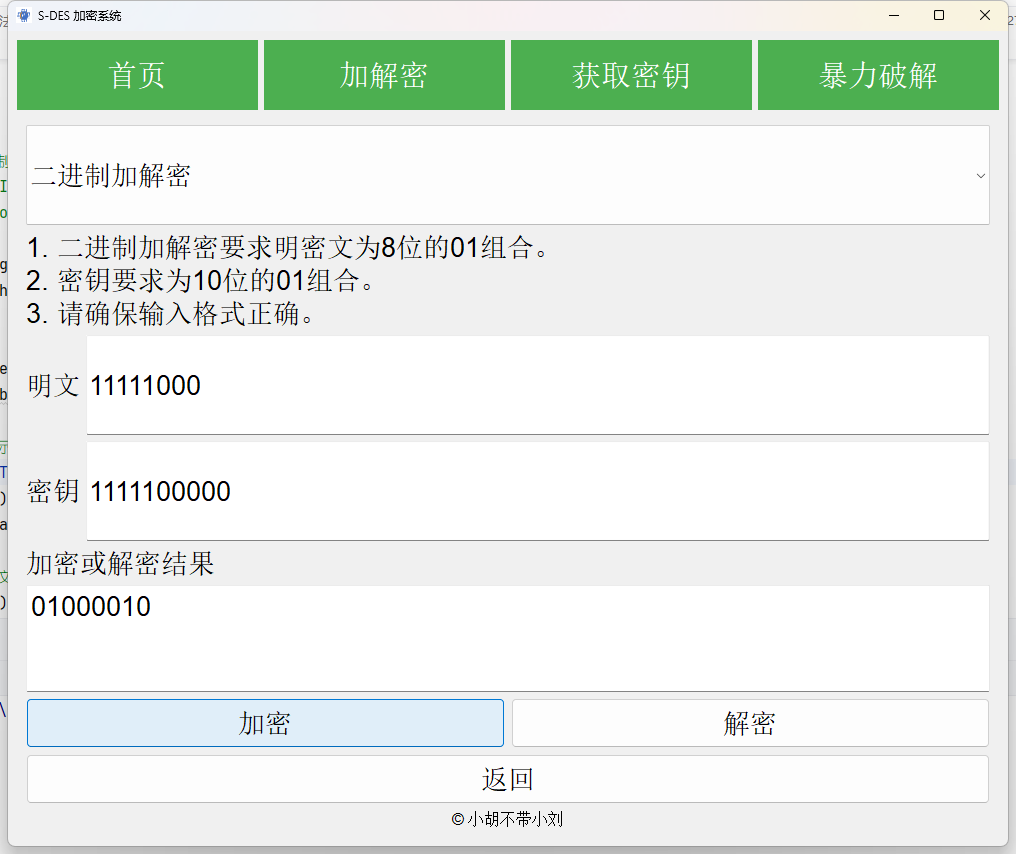 S-DES 加密系统
首页 加解密 获取密钥 暴力破解
二进制加解密
1. 二进制加解密要求明密文为8位的01组合。
2. 密钥要求为10位的01组合。
3. 请确保输入格式正确。
明文 11111000
密钥 1111100000
加密或解密结果
01000010
加密 解密
返回
© 小胡不带小刘